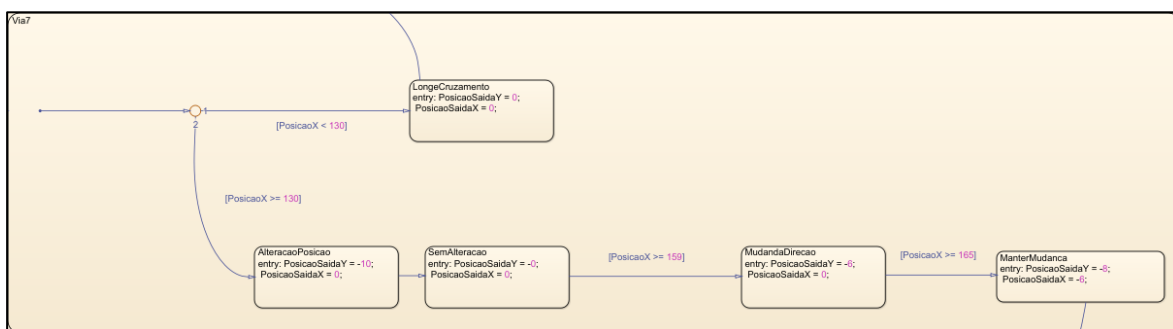 Via7
LongeCruzamento
entry: PosicaoSaidaY = 0;
PosicaoSaidaX = 0;
1
2
[PosicaoX < 130]
[PosicaoX >= 130]
AlteracaoPosicao
entry: PosicaoSaidaY = -10;
PosicaoSaidaX = 0;
SemAlteracao
entry: PosicaoSaidaY = -0;
PosicaoSaidaX = 0;
[PosicaoX >= 159]
MudandaDirecao
entry: PosicaoSaidaY = -6;
PosicaoSaidaX = 0;
[PosicaoX >= 165]
ManterMudanca
entry: PosicaoSaidaY = -8;
PosicaoSaidaX = -6;